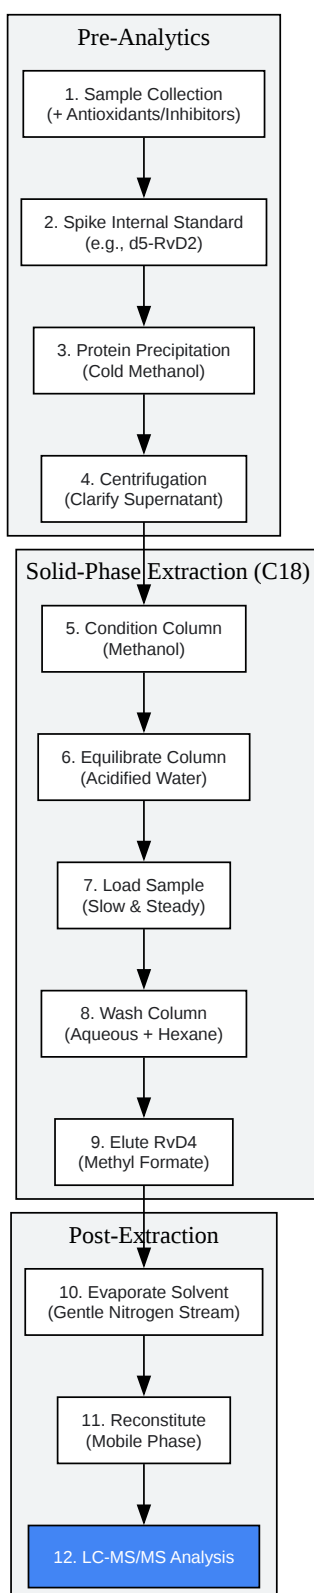 Pre-Analytics
1. Sample Collection
(+ Antioxidants/Inhibitors)
2. Spike Internal Standard
(e.g., d5-RvD2)
3. Protein Precipitation
(Cold Methanol)
4. Centrifugation
(Clarify Supernatant)
Solid-Phase Extraction (C18)
5. Condition Column
(Methanol)
6. Equilibrate Column
(Acidified Water)
7. Load Sample
(Slow & Steady)
8. Wash Column
(Aqueous + Hexane)
9. Elute RvD4
(Methyl Formate)
Post-Extraction
10. Evaporate Solvent
(Gentle Nitrogen Stream)
11. Reconstitute
(Mobile Phase)
12. LC-MS/MS Analysis